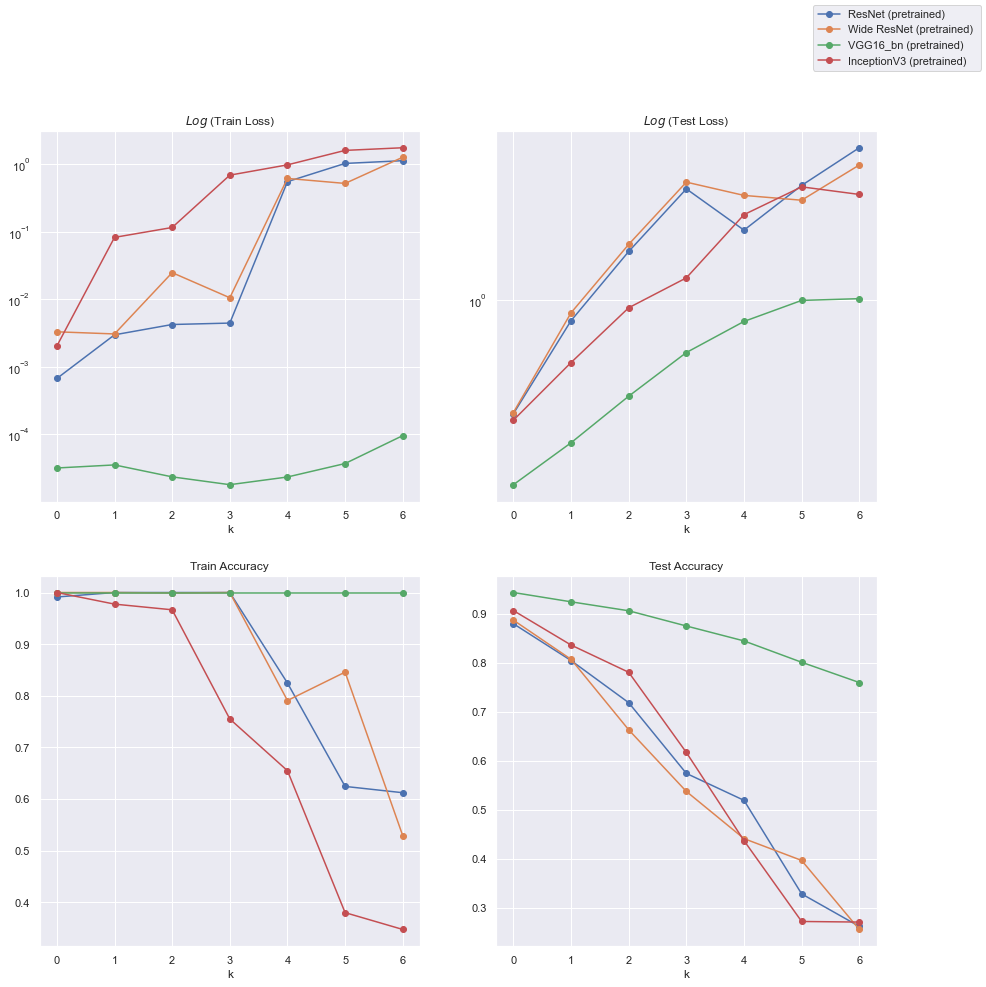 ResNet (pretrained)
Wide ResNet (pretrained)
VGG16_bn (pretrained)
InceptionV3 (pretrained)
Log (Train Loss)
10⁰
10⁻¹
10⁻²
10⁻³
10⁻⁴
0 1 2 3 4 5 6
k
Log (Test Loss)
10⁰
0 1 2 3 4 5 6
k
Train Accuracy
1.0
0.9
0.8
0.7
0.6
0.5
0.4
0 1 2 3 4 5 6
k
Test Accuracy
0.9
0.8
0.7
0.6
0.5
0.4
0.3
0 1 2 3 4 5 6
k